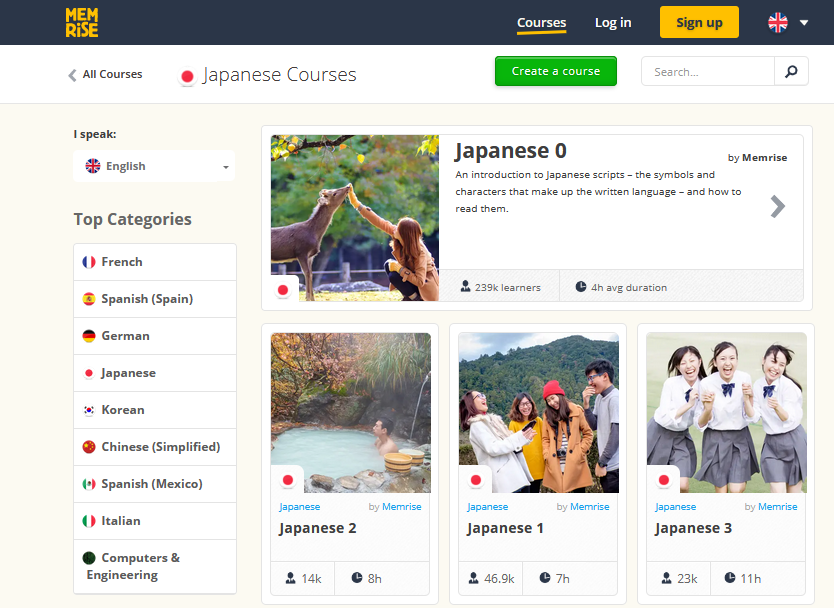 MEM
RiSE
Courses
Log in
Sign up
All Courses
Japanese Courses
Create a course
Search...
I speak:
English
Top Categories
French
Spanish (Spain)
German
Japanese
Korean
Chinese (Simplified)
Spanish (Mexico)
Italian
Computers &
Engineering
Japanese 0
by Memrise
An introduction to Japanese scripts – the symbols and
characters that make up the written language – and how to
read them.
239k learners
4h avg duration
Japanese by Memrise
Japanese 2
14k 8h
Japanese by Memrise
Japanese 1
46.9k 7h
Japanese by Memrise
Japanese 3
23k 11h